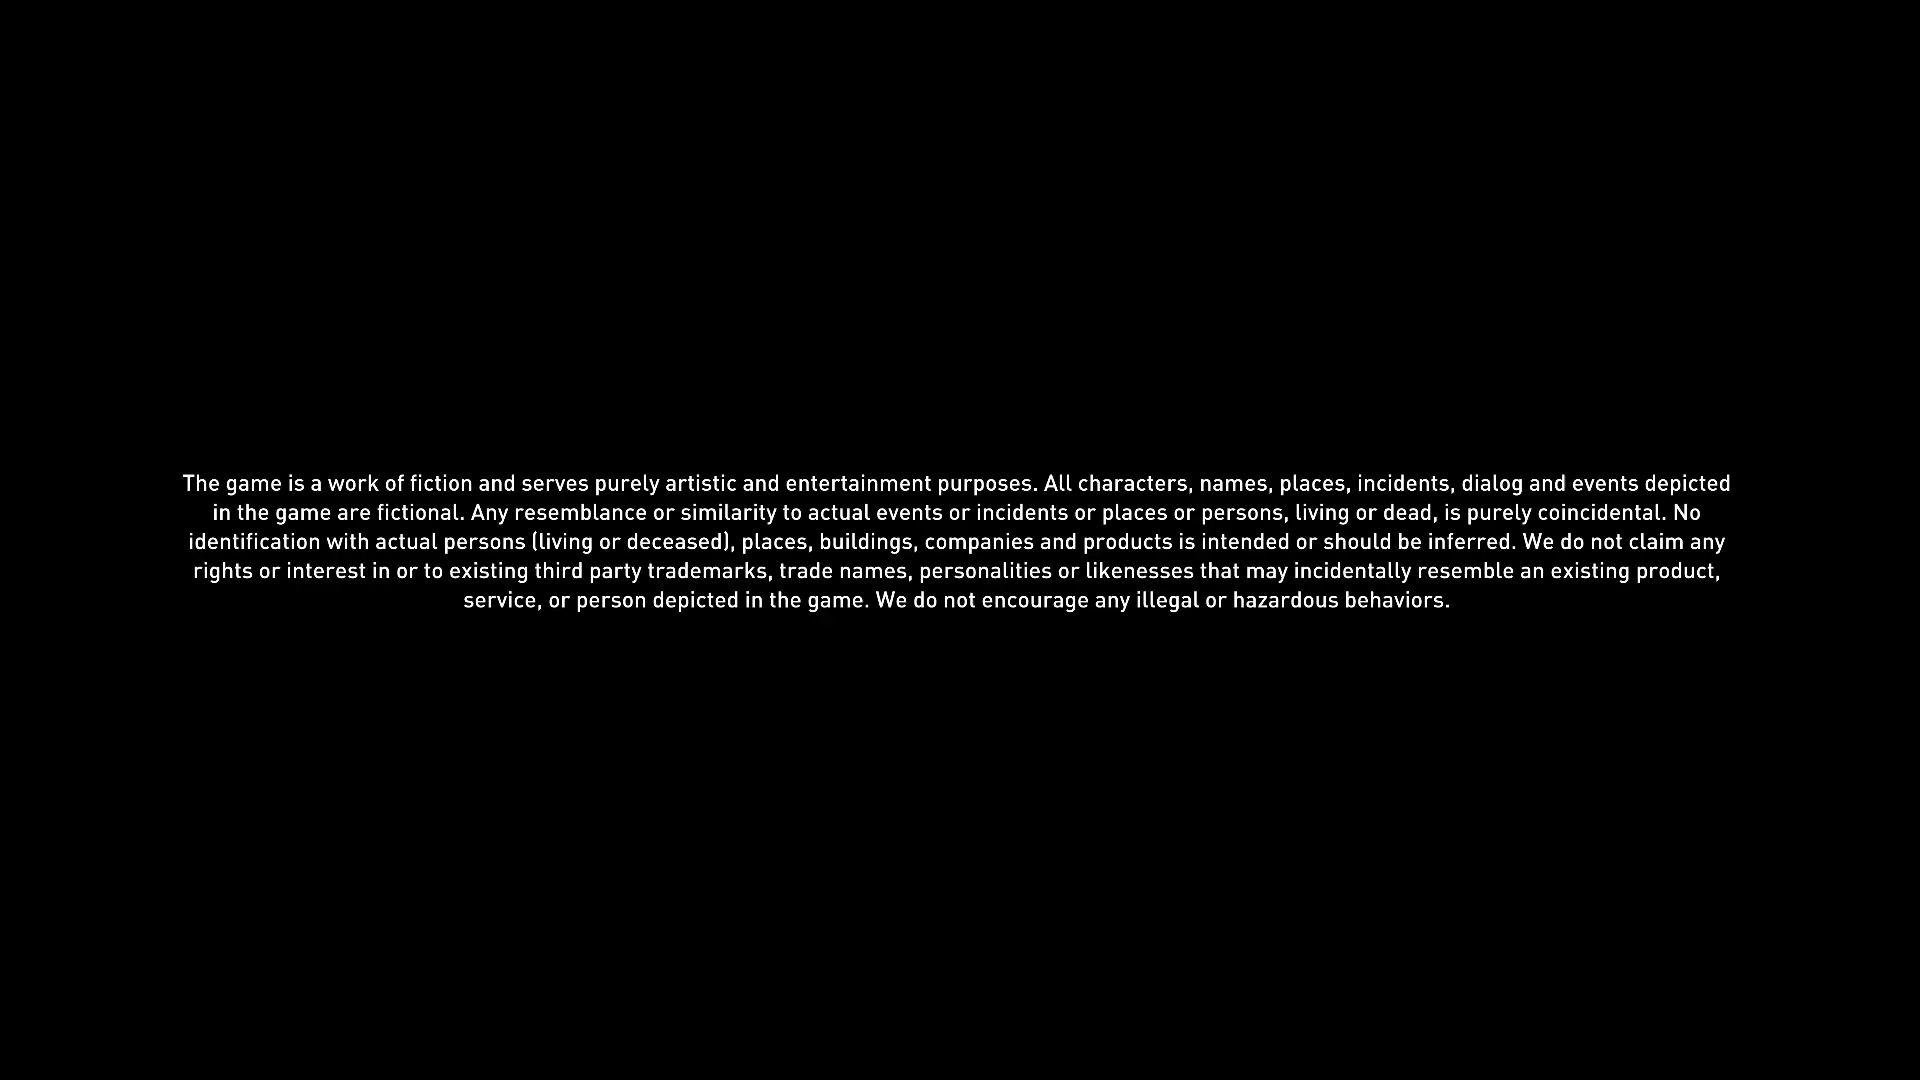 The game is a work of fiction and serves purely artistic and entertainment purposes. All characters, names, places, incidents, dialog and events depicted
in the game are fictional. Any resemblance or similarity to actual events or incidents or places or persons, living or dead, is purely coincidental. No
identification with actual persons (living or deceased), places, buildings, companies and products is intended or should be inferred. We do not claim any
rights or interest in or to existing third party trademarks, trade names, personalities or likenesses that may incidentally resemble an existing product,
service, or person depicted in the game. We do not encourage any illegal or hazardous behaviors.